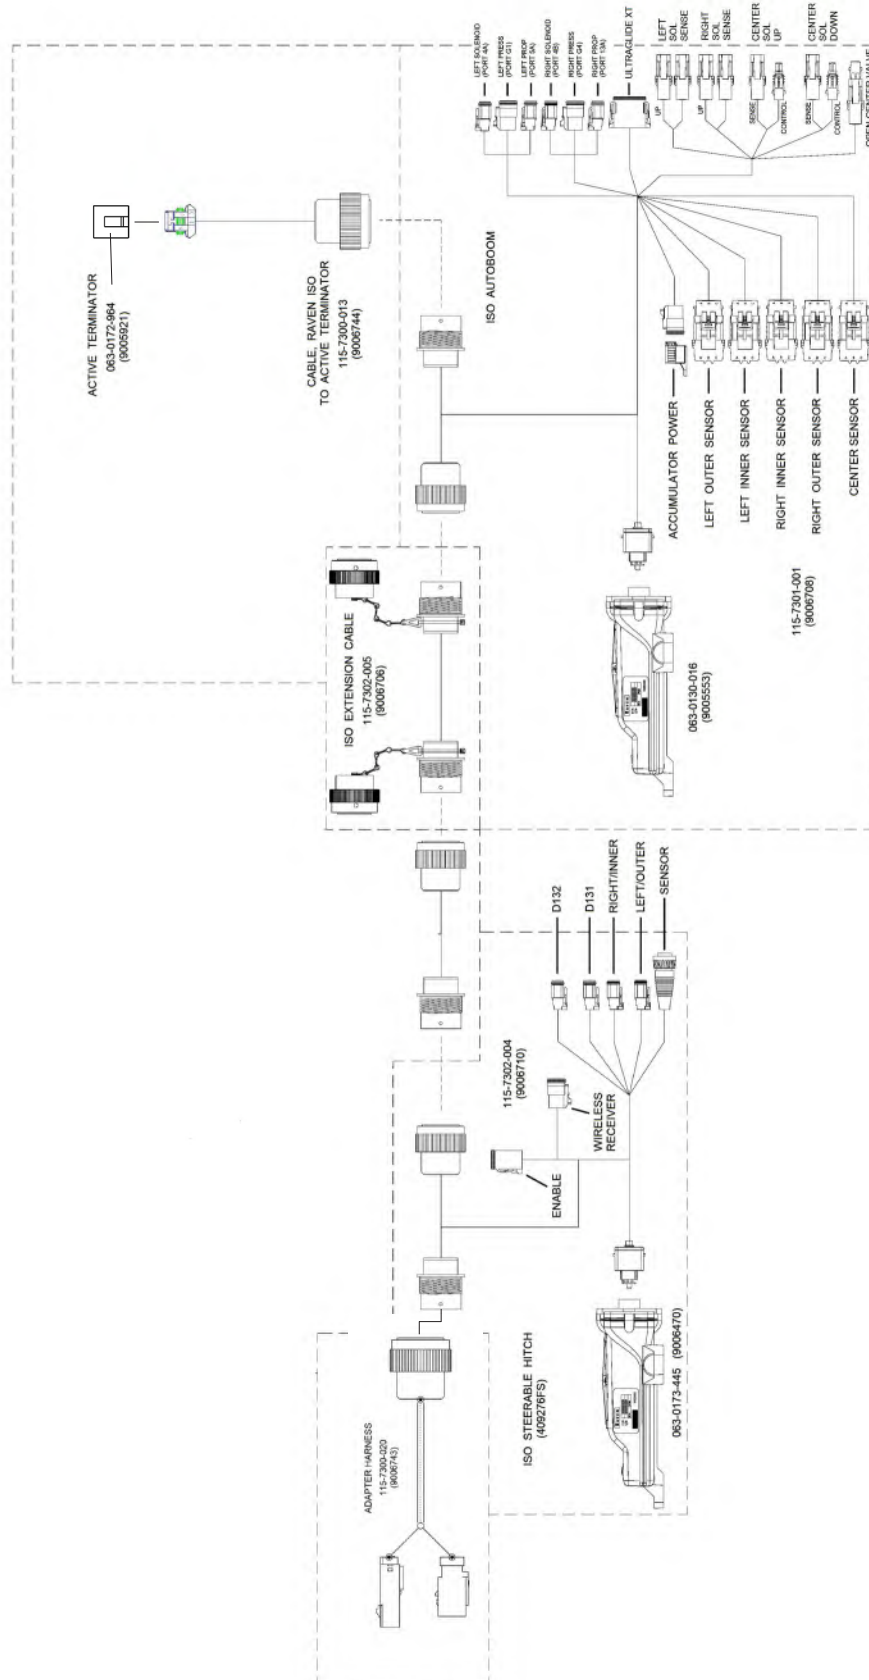 ACTIVE TERMINATOR
063-0172-964
(9005921)
CABLE, RAVEN ISO
TO ACTIVE TERMINATOR
115-7300-013
(9006744)
ISO AUTOBOOM
LEFT SOLENOID
(PORT 4A)
LEFT PRESS
(PORT G1)
LEFT PROP
(PORT 5A)
RIGHT SOLENOID
(PORT 4B)
RIGHT PRESS
(PORT G4)
RIGHT PROP
(PORT 13A)
ULTRAGLIDE XT
LEFT
SOL
SENSE
RIGHT
SOL
SENSE
CENTER
SOL
UP
CENTER
SOL
DOWN
UP
UP
SENSE
CONTROL
SENSE
CONTROL
OPEN CENTER VALVE
ACCUMULATOR POWER
LEFT OUTER SENSOR
LEFT INNER SENSOR
RIGHT INNER SENSOR
RIGHT OUTER SENSOR
CENTER SENSOR
115-7301-001
(9006708)
063-0130-016
(9005553)
ISO EXTENSION CABLE
115-7302-005
(9006706)
D132
D131
RIGHT/INNER
LEFT/OUTER
SENSOR
115-7302-004
(9006710)
WIRELESS
RECEIVER
ENABLE
ISO STEERABLE HITCH
(409276FS)
063-0173-445 (9006470)
ADAPTER HARNESS
115-7300-020
(9006743)